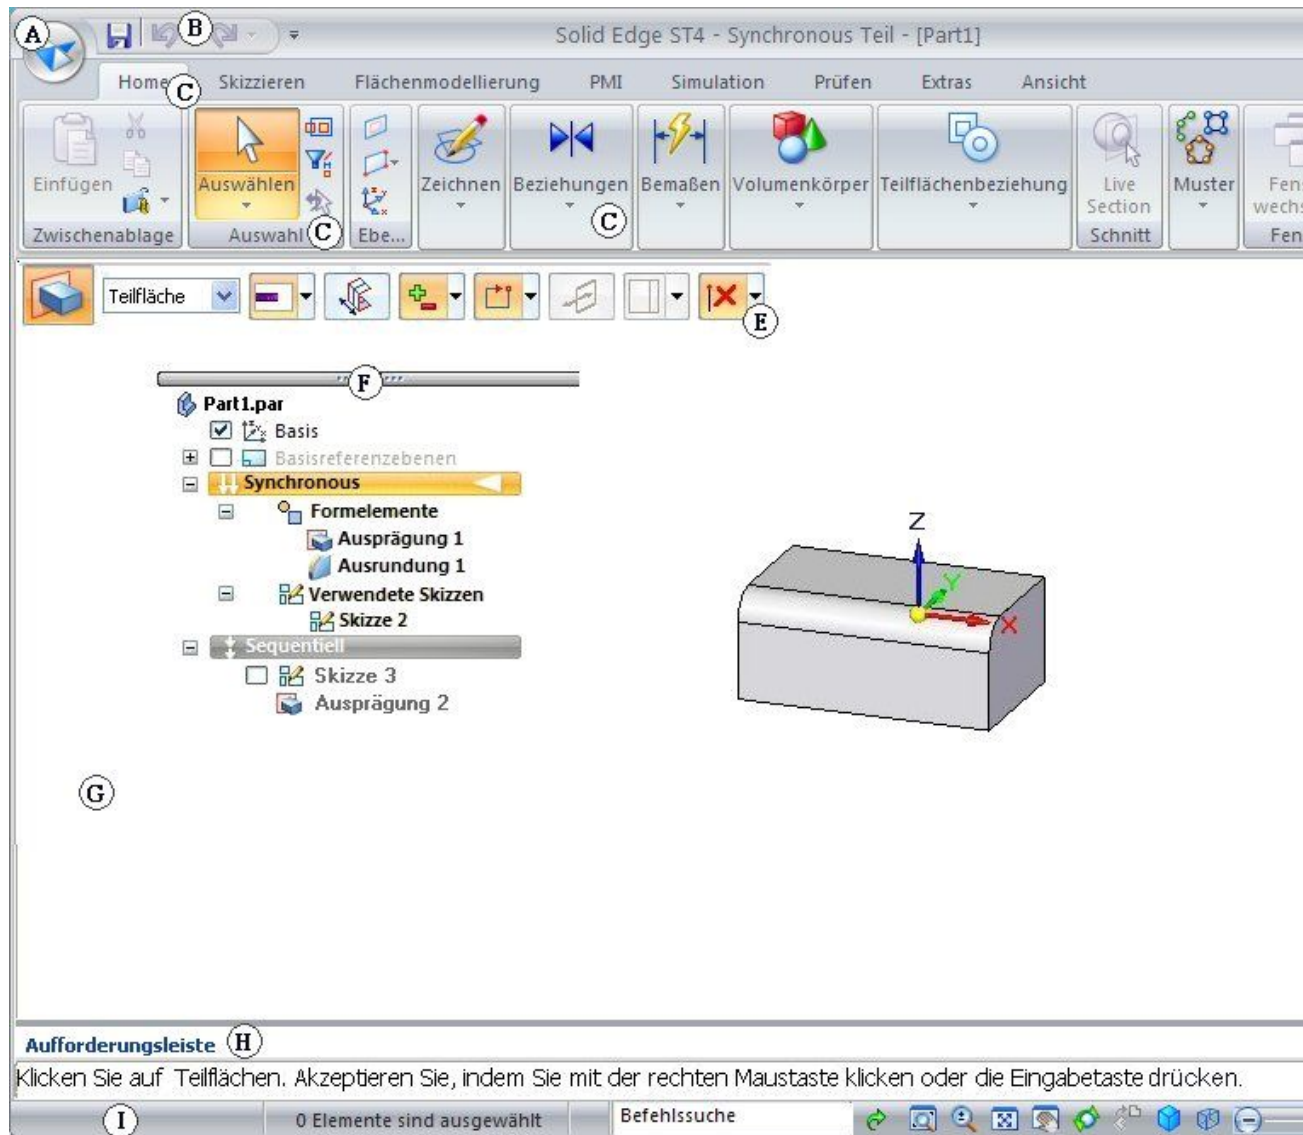 A
B
Solid Edge ST4 - Synchronous Teil - [Part1]
Home C Skizzieren Flächenmodellierung PMI Simulation Prüfen Extras Ansicht
Einfügen Auswählen Zeichnen Beziehungen Bemaßen Volumenkörper Teilflächenbeziehung Live Section Muster Fen wechs
C
Zwischenablage Auswahl C Ebe... Schnitt Fen
Teilfläche
E
F
Part1.par
Basis
Basisreferenzebenen
Synchronous
Formelemente
Ausprägung 1
Ausrundung 1
Verwendete Skizzen
Skizze 2
Sequentiell
Skizze 3
Ausprägung 2
Z
Y
X
G
Aufforderungsleiste H
Klicken Sie auf Teilflächen. Akzeptieren Sie, indem Sie mit der rechten Maustaste klicken oder die Eingabetaste drücken.
I 0 Elemente sind ausgewählt Befehlssuche